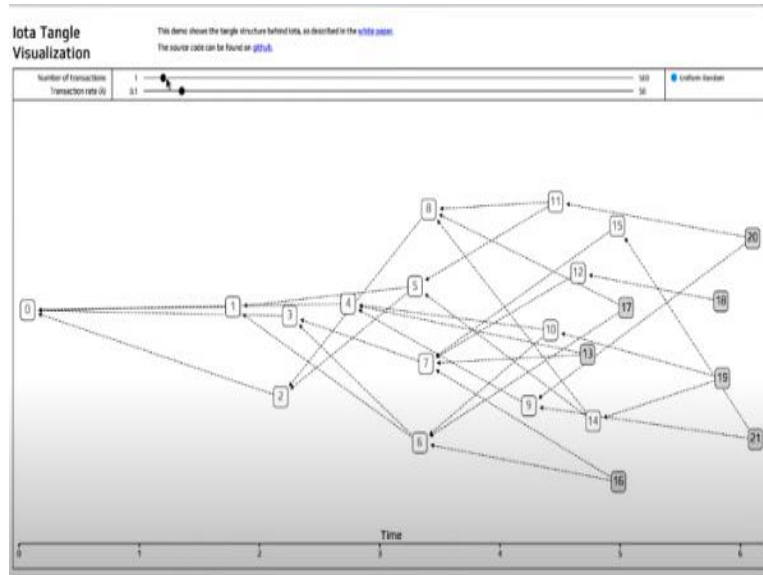 Iota Tangle
Visualization
This demo shows the tangle structure behind Iota, as described in the white paper.
The source code can be found on github.
Number of transactions 1 500
Transaction rate (λ) 0.1 50
Uniform Random
8
11
15
20
5
12
0
1
3
4
17
18
10
7
13
19
2
9
14
6
21
16
Time
0 1 2 3 4 5 6